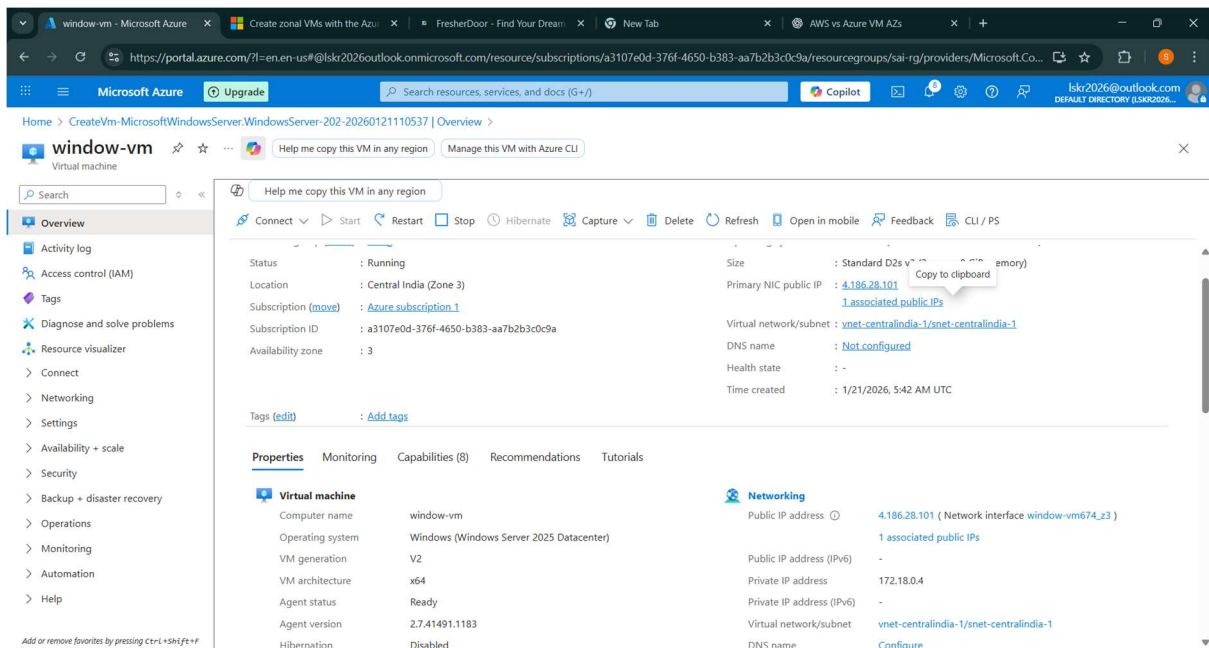 window-vm - Microsoft Azure
Create zonal VMs with the Azur
FresherDoor - Find Your Dream
New Tab
AWS vs Azure VM AZs
https://portal.azure.com/?l=en.en-us#@lskr2026outlook.onmicrosoft.com/resource/subscriptions/a3107e0d-376f-4650-b383-aa7b2b3c0c9a/resourcegroups/sai-rg/providers/Microsoft.Co...
S
Microsoft Azure
Upgrade
Search resources, services, and docs (G+/)
Copilot
8
lskr2026@outlook.com
DEFAULT DIRECTORY (LSKR2026...
Home > CreateVm-MicrosoftWindowsServer.WindowsServer-202-20260121110537 | Overview >
window-vm
Help me copy this VM in any region
Manage this VM with Azure CLI
Virtual machine
Search
Overview
Activity log
Access control (IAM)
Tags
Diagnose and solve problems
Resource visualizer
Connect
Networking
Settings
Availability + scale
Security
Backup + disaster recovery
Operations
Monitoring
Automation
Help
Add or remove favorites by pressing Ctrl+Shift+F
Help me copy this VM in any region
Connect Start Restart Stop Hibernate Capture Delete Refresh Open in mobile Feedback CLI / PS
Status : Running
Location : Central India (Zone 3)
Subscription (move) : Azure subscription 1
Subscription ID : a3107e0d-376f-4650-b383-aa7b2b3c0c9a
Availability zone : 3
Size : Standard D2s
Copy to clipboard
Primary NIC public IP : 4.186.28.101
1 associated public IPs
Virtual network/subnet : vnet-centralindia-1/snet-centralindia-1
DNS name : Not configured
Health state : -
Time created : 1/21/2026, 5:42 AM UTC
Tags (edit) : Add tags
Properties Monitoring Capabilities (8) Recommendations Tutorials
Virtual machine
Computer name window-vm
Operating system Windows (Windows Server 2025 Datacenter)
VM generation V2
VM architecture x64
Agent status Ready
Agent version 2.7.41491.1183
Hibernation Disabled
Networking
Public IP address 4.186.28.101 ( Network interface window-vm674_z3 )
1 associated public IPs
Public IP address (IPv6) -
Private IP address 172.18.0.4
Private IP address (IPv6) -
Virtual network/subnet vnet-centralindia-1/snet-centralindia-1
DNS name Configure